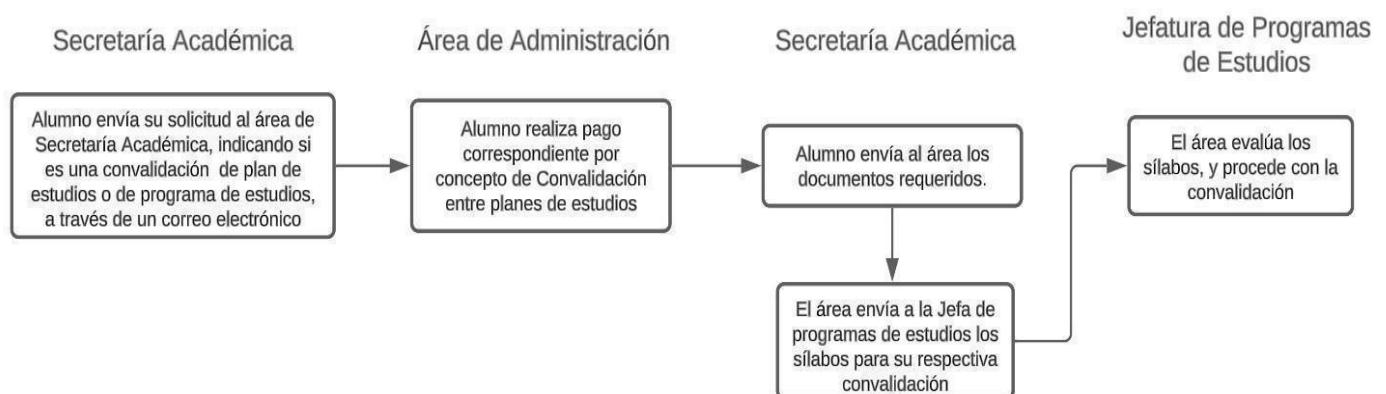 Secretaría Académica
Alumno envía su solicitud al área de
Secretaría Académica, indicando si
es una convalidación de plan de
estudios o de programa de estudios,
a través de un correo electrónico
Área de Administración
Alumno realiza pago
correspondiente por
concepto de Convalidación
entre planes de estudios
Secretaría Académica
Alumno envía al área los
documentos requeridos.
El área envía a la Jefa de
programas de estudios los
sílabos para su respectiva
convalidación
Jefatura de Programas
de Estudios
El área evalúa los
sílabos, y procede con la
convalidación